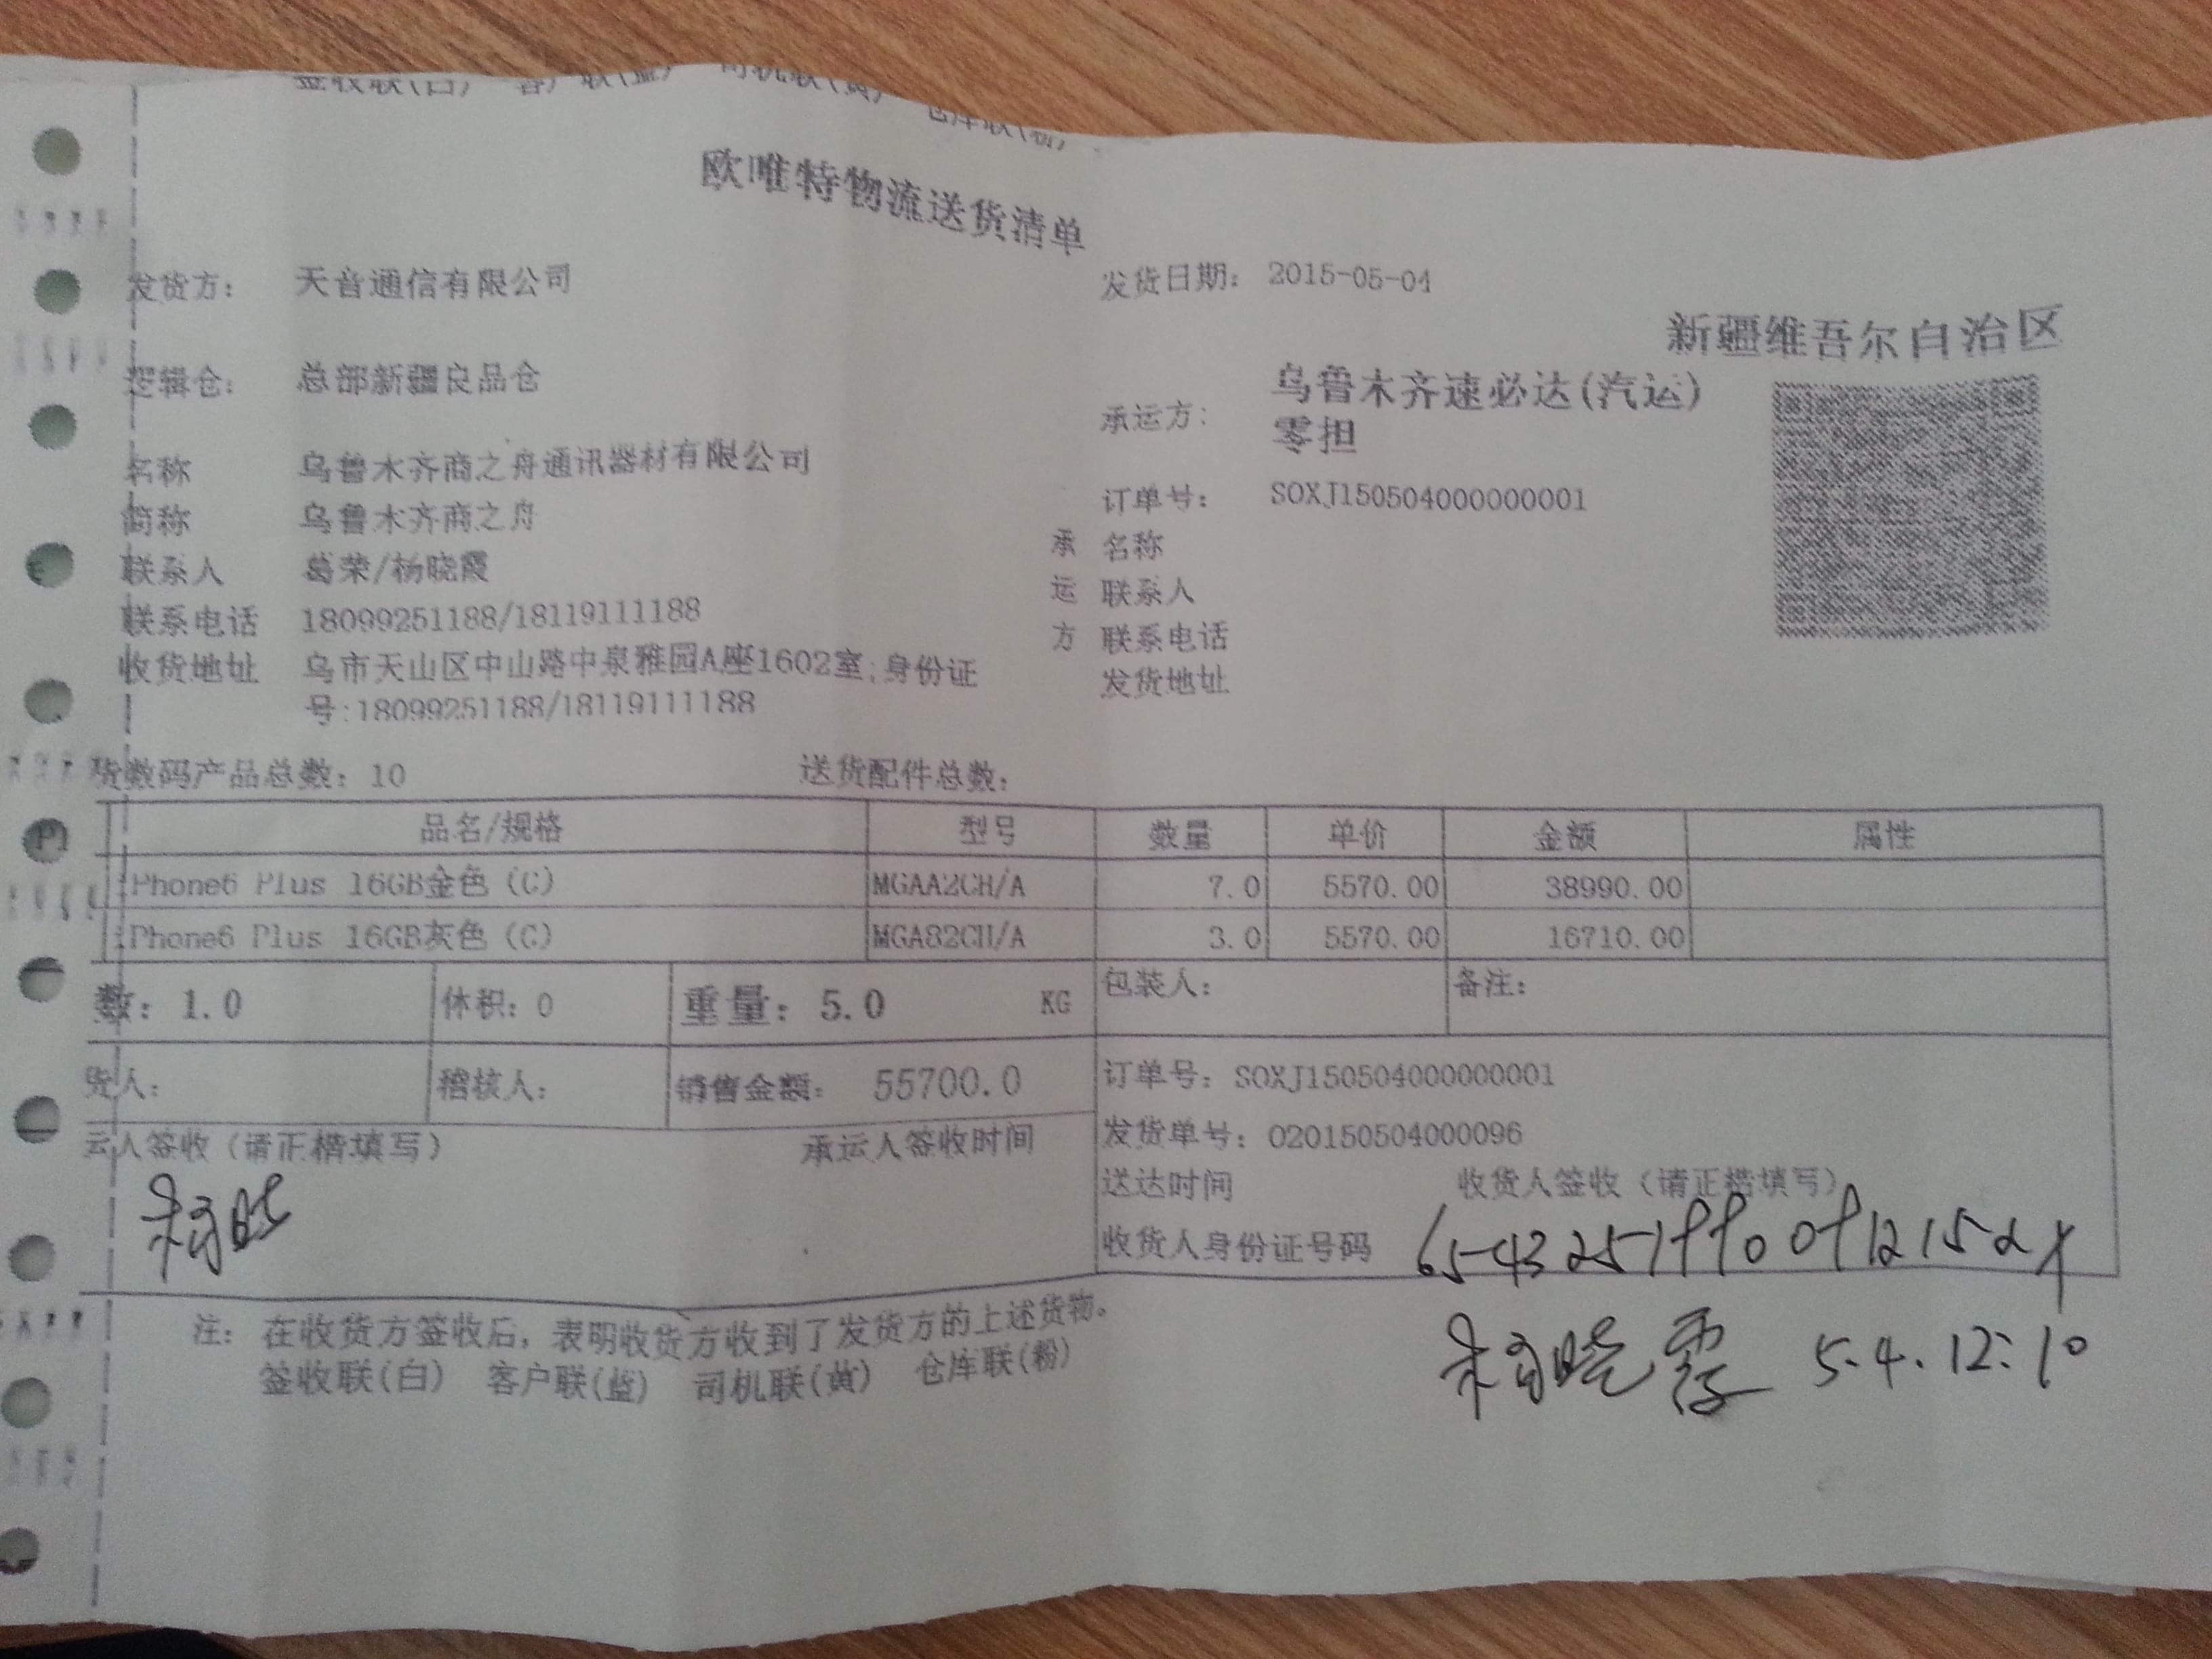 签收联(白) 客户联(蓝) 司机联(黄) 仓库联(粉)
欧唯特物流送货清单
发货方: 天音通信有限公司 发货日期: 2015-05-04
新疆维吾尔自治区
逻辑仓: 总部新疆良品仓 承运方: 乌鲁木齐速必达(汽运)
零担
名称 乌鲁木齐商之舟通讯器材有限公司
订单号: SOXJ150504000000001
简称 乌鲁木齐商之舟
承 名称
联系人 葛荣/杨晓霞
运 联系人
联系电话 18099251188/18119111188
方 联系电话
收货地址 乌市天山区中山路中泉雅园A座1602室;身份证
发货地址
号:18099251188/18119111188
货数码产品总数: 10 送货配件总数:
品名/规格 型号 数量 单价 金额 属性
iPhone6 Plus 16GB金色 (C) MGAA2CH/A 7.0 5570.00 38990.00
iPhone6 Plus 16GB灰色 (C) MGA82CH/A 3.0 5570.00 16710.00
数: 1.0 体积: 0 重量: 5.0 KG 包装人: 备注:
货人: 稽核人: 销售金额: 55700.0 订单号: SOXJ150504000000001
发货单号: 020150504000096
云人签收(请正楷填写) 承运人签收时间
送达时间 收货人签收(请正楷填写)
杨晓
收货人身份证号码 65432519900912152X
注: 在收货方签收后, 表明收货方收到了发货方的上述货物。
签收联(白) 客户联(蓝) 司机联(黄) 仓库联(粉)
杨晓霞 5.4.12:10